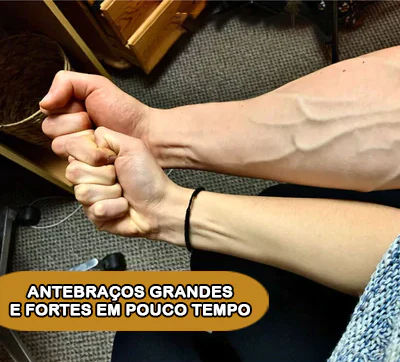 ANTEBRAÇOS GRANDES
E FORTES EM POUCO TEMPO